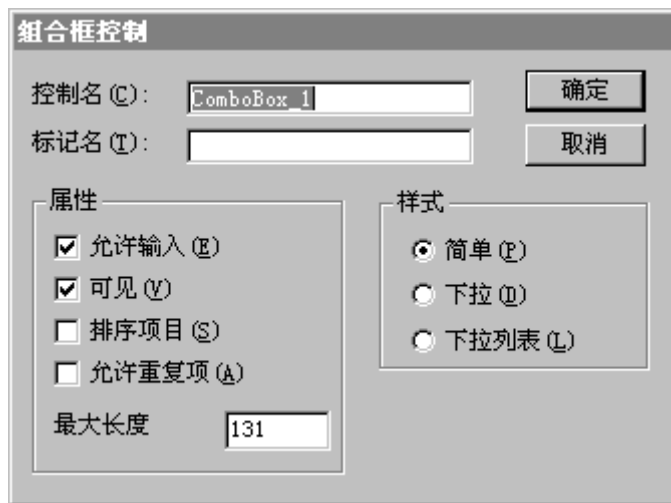 组合框控制
控制名(C): ComboBox_1 确定
标记名(T): 取消
属性 样式
允许输入(E) 简单(P)
可见(V) 下拉(D)
排序项目(S) 下拉列表(L)
允许重复项(A)
最大长度 131